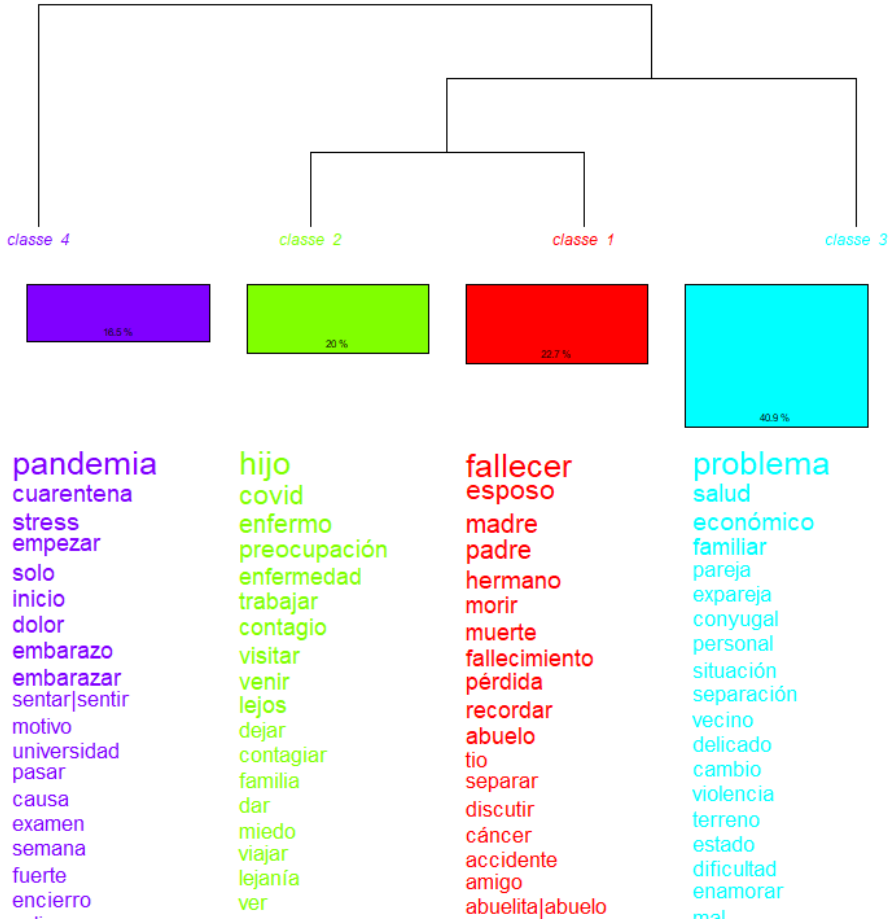 classe 4
classe 2
classe 1
classe 3
16.5 %
20 %
22.7 %
40.9 %
pandemia
cuarentena
stress
empezar
solo
inicio
dolor
embarazo
embarazar
sentar|sentir
motivo
universidad
pasar
causa
examen
semana
fuerte
encierro
hijo
covid
enfermo
preocupación
enfermedad
trabajar
contagio
visitar
venir
lejos
dejar
contagiar
familia
dar
miedo
viajar
lejanía
ver
fallecer
esposo
madre
padre
hermano
morir
muerte
fallecimiento
pérdida
recordar
abuelo
tio
separar
discutir
cáncer
accidente
amigo
abuelita|abuelo
problema
salud
económico
familiar
pareja
expareja
conyugal
personal
situación
separación
vecino
delicado
cambio
violencia
terreno
estado
dificultad
enamorar
mal